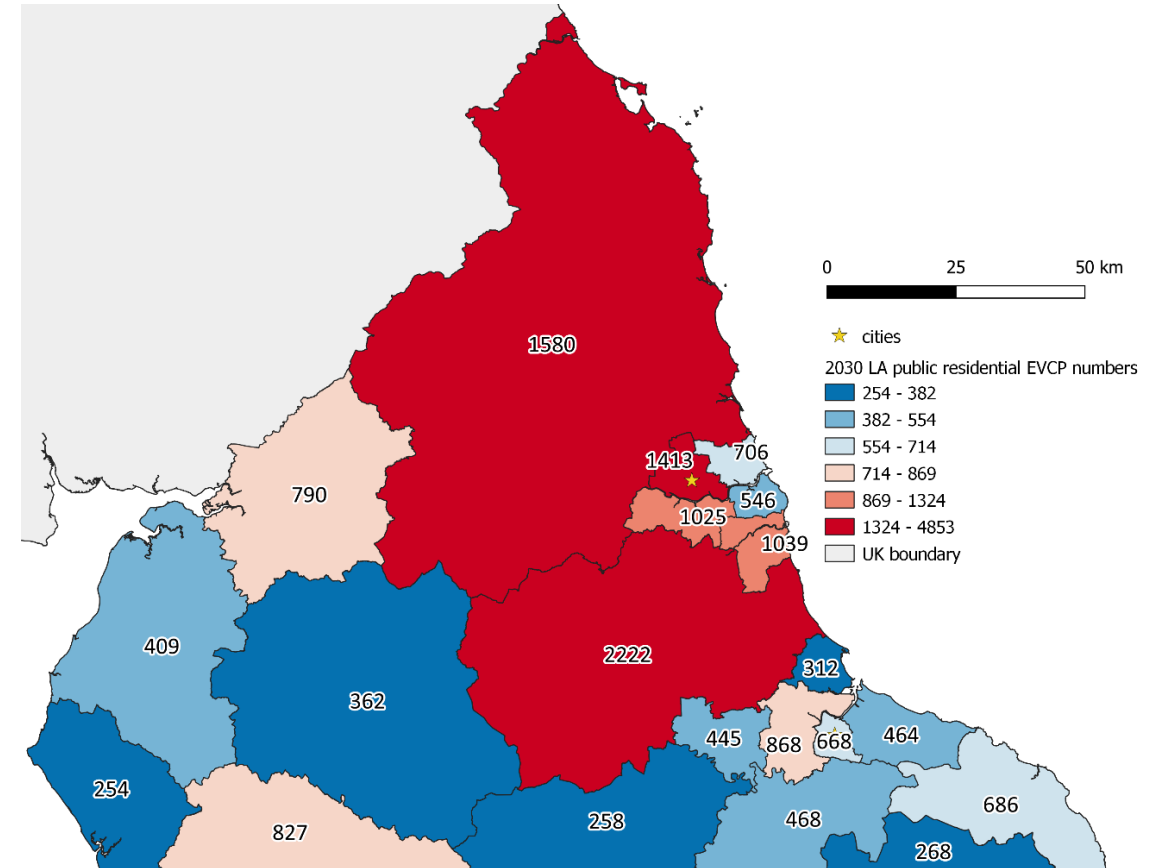 0 25 50 km
cities
2030 LA public residential EVCP numbers
254 - 382
382 - 554
554 - 714
714 - 869
869 - 1324
1324 - 4853
UK boundary
1580
706
1413
790
546
1025
1039
409
2222
312
362
445
868
668
464
254
686
258
468
827
268